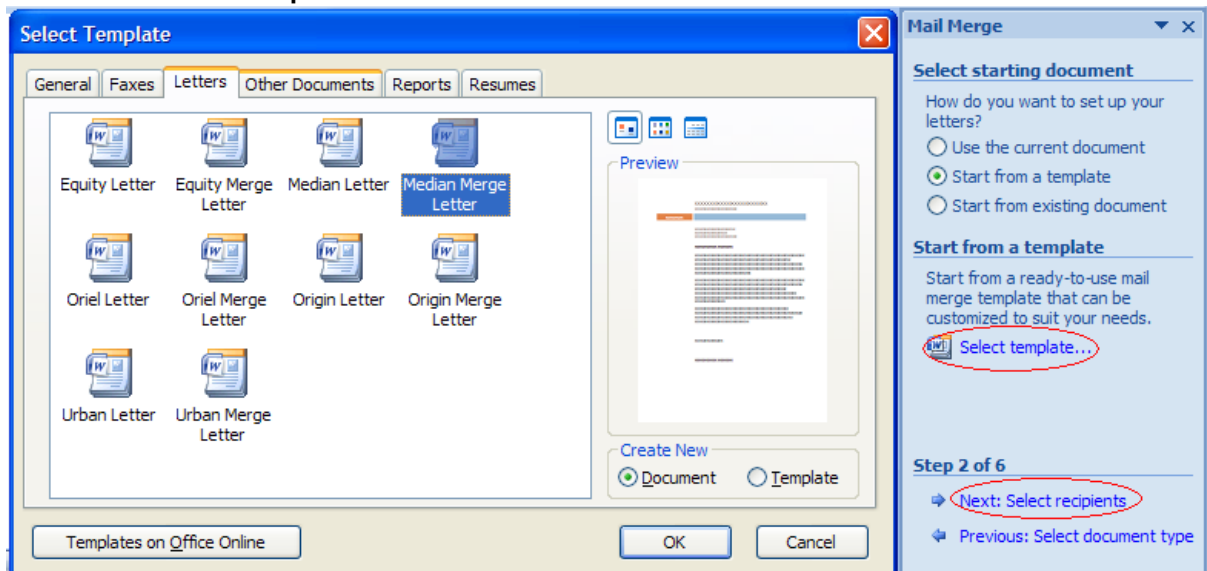 Select Template
General Faxes Letters Other Documents Reports Resumes
Equity Letter
Equity Merge
Letter
Median Letter
Median Merge
Letter
Oriel Letter
Oriel Merge
Letter
Origin Letter
Origin Merge
Letter
Urban Letter
Urban Merge
Letter
Preview
Create New
Document
Template
Templates on Office Online
OK
Cancel
Mail Merge
Select starting document
How do you want to set up your
letters?
Use the current document
Start from a template
Start from existing document
Start from a template
Start from a ready-to-use mail
merge template that can be
customized to suit your needs.
Select template...
Step 2 of 6
Next: Select recipients
Previous: Select document type